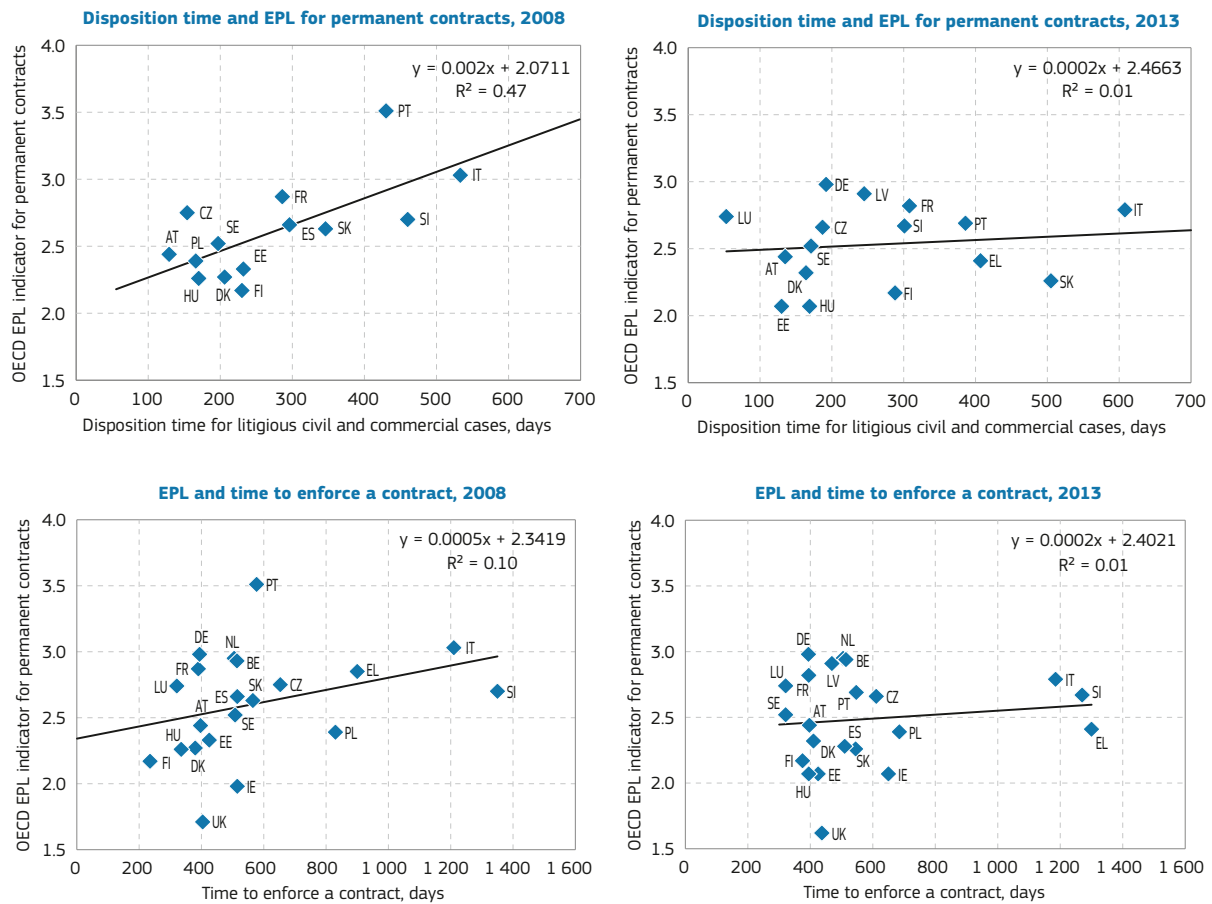 Disposition time and EPL for permanent contracts, 2008
OECD EPL indicator for permanent contracts
4.0
3.5
3.0
2.5
2.0
1.5
y = 0.002x + 2.0711
R² = 0.47
PT
IT
FR
CZ
SI
SE
ES
SK
AT
PL
EE
HU
DK
FI
0 100 200 300 400 500 600 700
Disposition time for litigious civil and commercial cases, days
Disposition time and EPL for permanent contracts, 2013
OECD EPL indicator for permanent contracts
4.0
3.5
3.0
2.5
2.0
1.5
y = 0.0002x + 2.4663
R² = 0.01
DE
LV
FR
IT
LU
CZ
SI
PT
SE
AT
EL
DK
SK
FI
EE
HU
0 100 200 300 400 500 600 700
Disposition time for litigious civil and commercial cases, days
EPL and time to enforce a contract, 2008
OECD EPL indicator for permanent contracts
4.0
3.5
3.0
2.5
2.0
1.5
y = 0.0005x + 2.3419
R² = 0.10
PT
DE
NL
BE
IT
FR
EL
LU
SK
CZ
SI
ES
AT
SE
HU
EE
PL
FI
DK
IE
UK
0 200 400 600 800 1 000 1 200 1 400 1 600
Time to enforce a contract, days
EPL and time to enforce a contract, 2013
OECD EPL indicator for permanent contracts
4.0
3.5
3.0
2.5
2.0
1.5
y = 0.0002x + 2.4021
R² = 0.01
DE
NL
BE
LU
FR
LV
IT
SE
PT
CZ
SI
AT
ES
PL
EL
DK
SK
FI
EE
IE
HU
UK
0 200 400 600 800 1 000 1 200 1 400 1 600
Time to enforce a contract, days